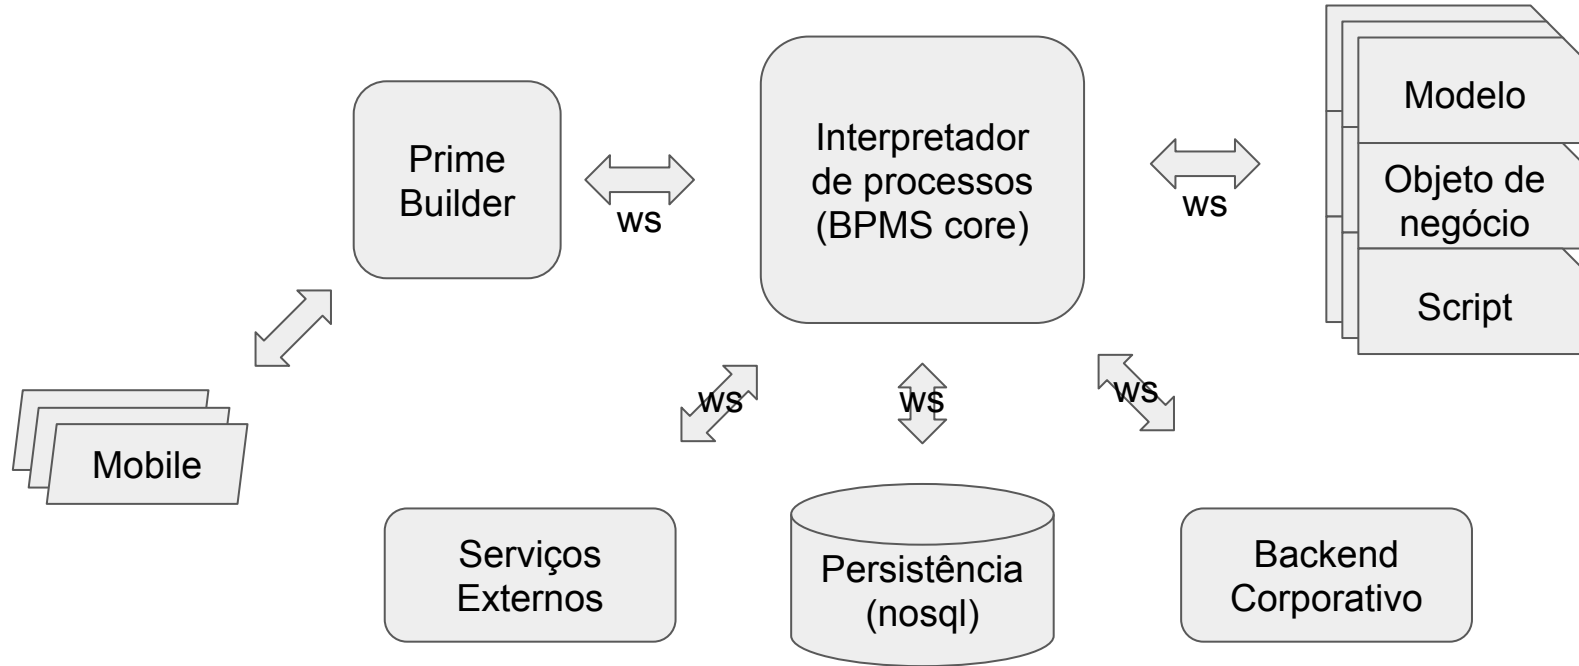 Prime
Builder
ws
Interpretador
de processos
(BPMS core)
ws
Modelo
Objeto de
negócio
Script
Mobile
ws
ws
ws
Serviços
Externos
Persistência
(nosql)
Backend
Corporativo